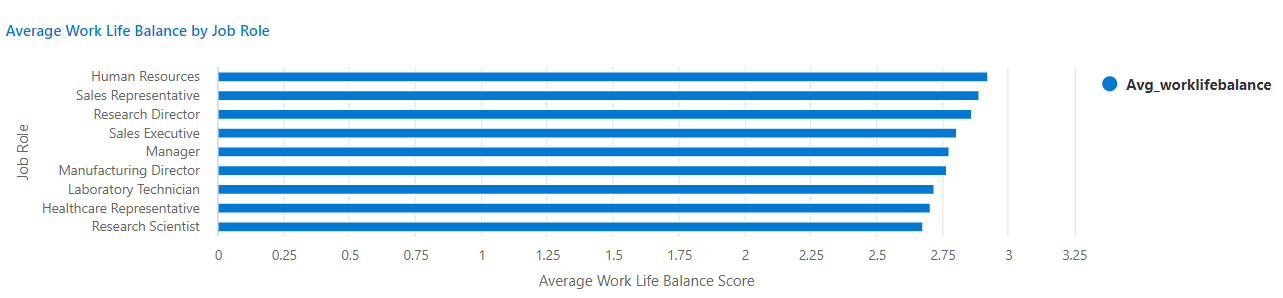 Average Work Life Balance by Job Role
Human Resources
Sales Representative
Research Director
Sales Executive
Manager
Manufacturing Director
Laboratory Technician
Healthcare Representative
Research Scientist
Job Role
0 0.25 0.5 0.75 1 1.25 1.5 1.75 2 2.25 2.5 2.75 3 3.25
Average Work Life Balance Score
Avg_worklifebalance